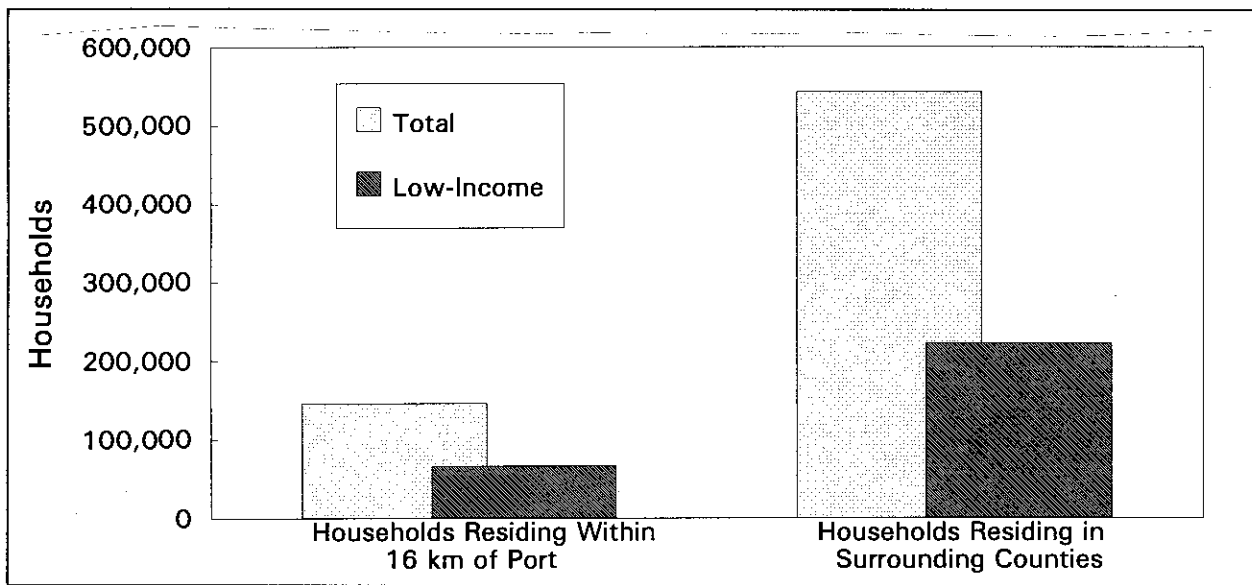 600,000
500,000
400,000
300,000
200,000
100,000
0
Households
Total
Low-Income
Households Residing Within
16 km of Port
Households Residing in
Surrounding Counties